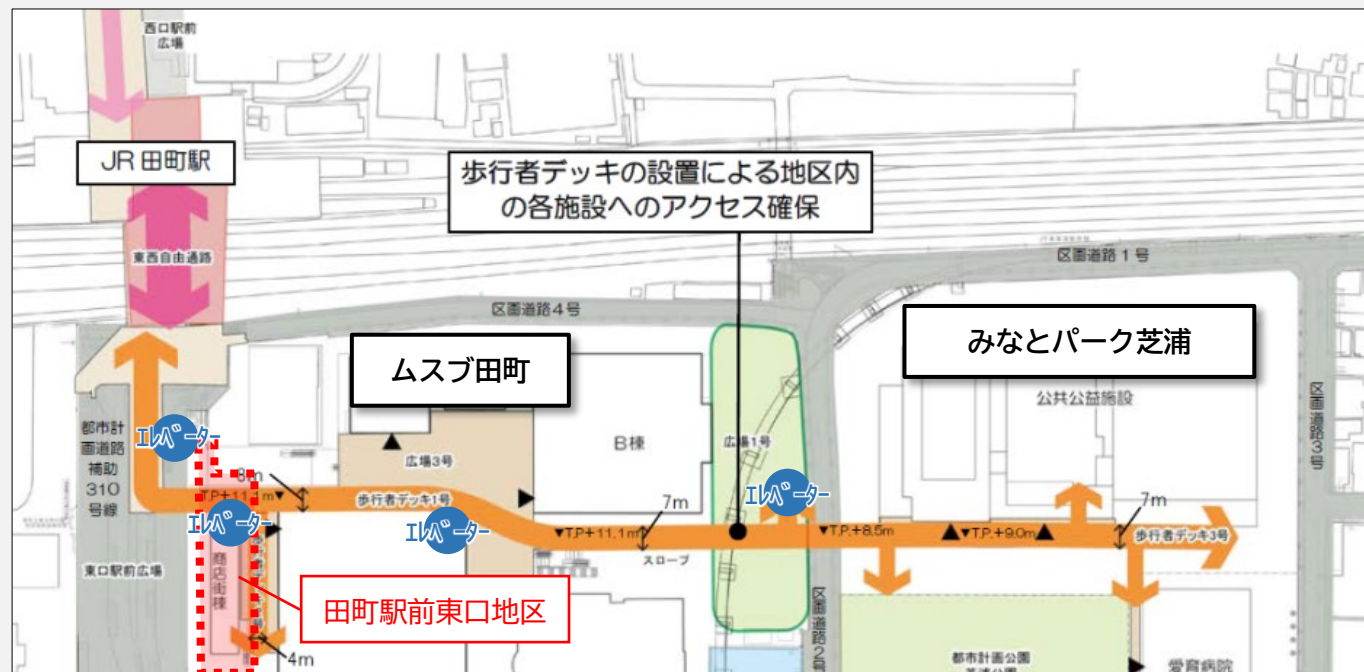 西口駅前
広場
JR 田町駅
東西自由通路
歩行者デッキの設置による地区内
の各施設へのアクセス確保
区画道路1号
区画道路4号
ムスブ田町
みなとパーク芝浦
公共公益施設
区画道路3号
都市計
画道路
補助
310
号線
エレベーター
B棟
広場1号
広場3号
8m
T.P+11.1m▼
歩行者デッキ1号
エレベーター
エレベーター
エレベーター
7m
▼T.P+11.1m
スロープ
▼T.P.+8.5m
▼T.P.+9.0m
7m
歩行者デッキ3号
東口駅前広場
商店街棟
田町駅前東口地区
4m
区画道路2号
都市計画公園
愛育病院